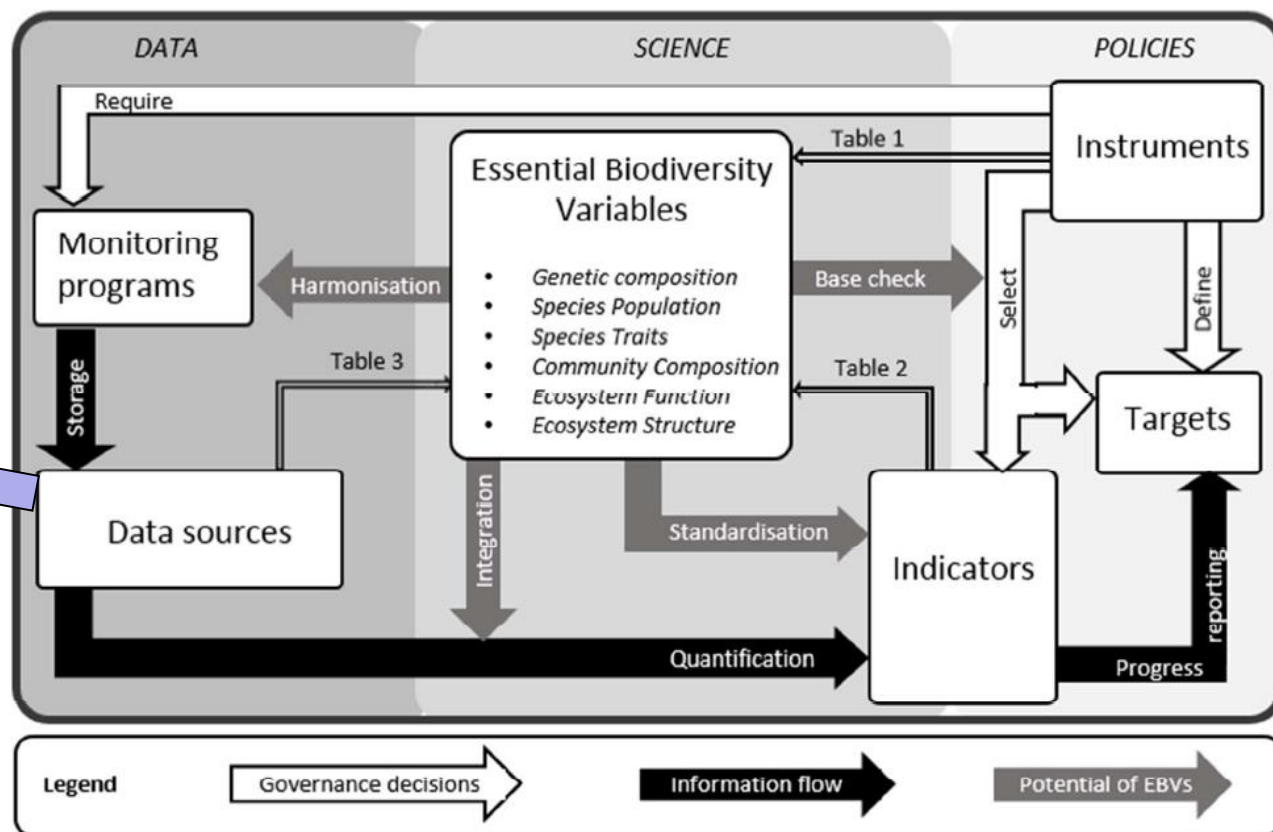 DATA
SCIENCE
POLICIES
Require
Table 1
Instruments
Essential Biodiversity
Variables
Monitoring
programs
Harmonisation
• Genetic composition
• Species Population
• Species Traits
• Community Composition
• Ecosystem Function
• Ecosystem Structure
Base check
Select
Define
Table 3
Table 2
Storage
Targets
Data sources
Integration
Standardisation
Indicators
Quantification
Progress
reporting
Legend
Governance decisions
Information flow
Potential of EBVs